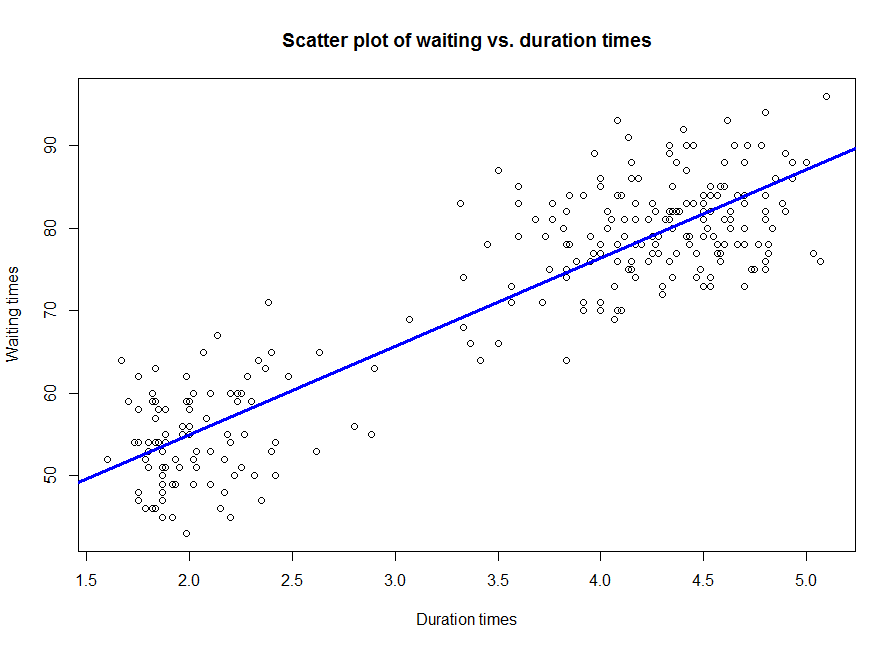 Scatter plot of waiting vs. duration times
Waiting times
90
80
70
60
50
1.5 2.0 2.5 3.0 3.5 4.0 4.5 5.0
Duration times